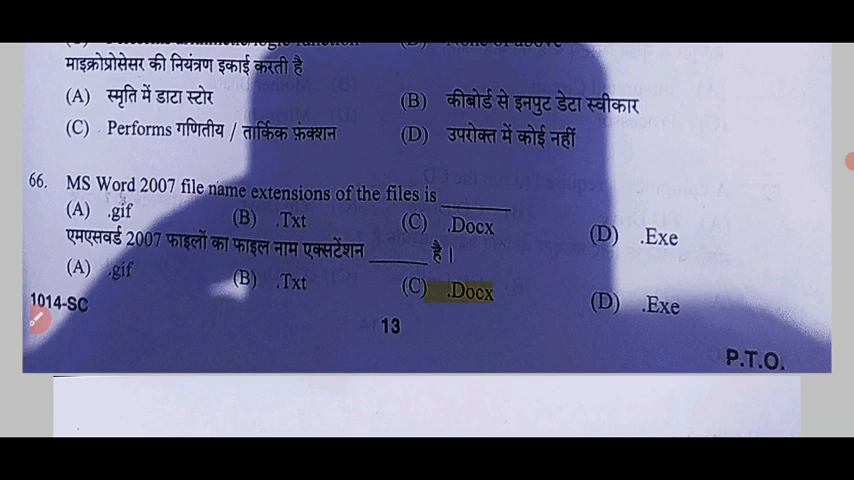 माइक्रोप्रोसेसर की नियंत्रण इकाई करती है
(A) स्मृति में डाटा स्टोर (B) कीबोर्ड से इनपुट डेटा स्वीकार
(C) Performs गणितीय / तार्किक फ़ंक्शन (D) उपरोक्त में कोई नहीं
66. MS Word 2007 file name extensions of the files is ________
(A) .gif (B) .Txt (C) .Docx (D) .Exe
एमएसवर्ड 2007 फाइलों का फाइल नाम एक्सटेंशन ________ है।
(A) .gif (B) .Txt (C) .Docx (D) .Exe
1014-SC
13
P.T.O.